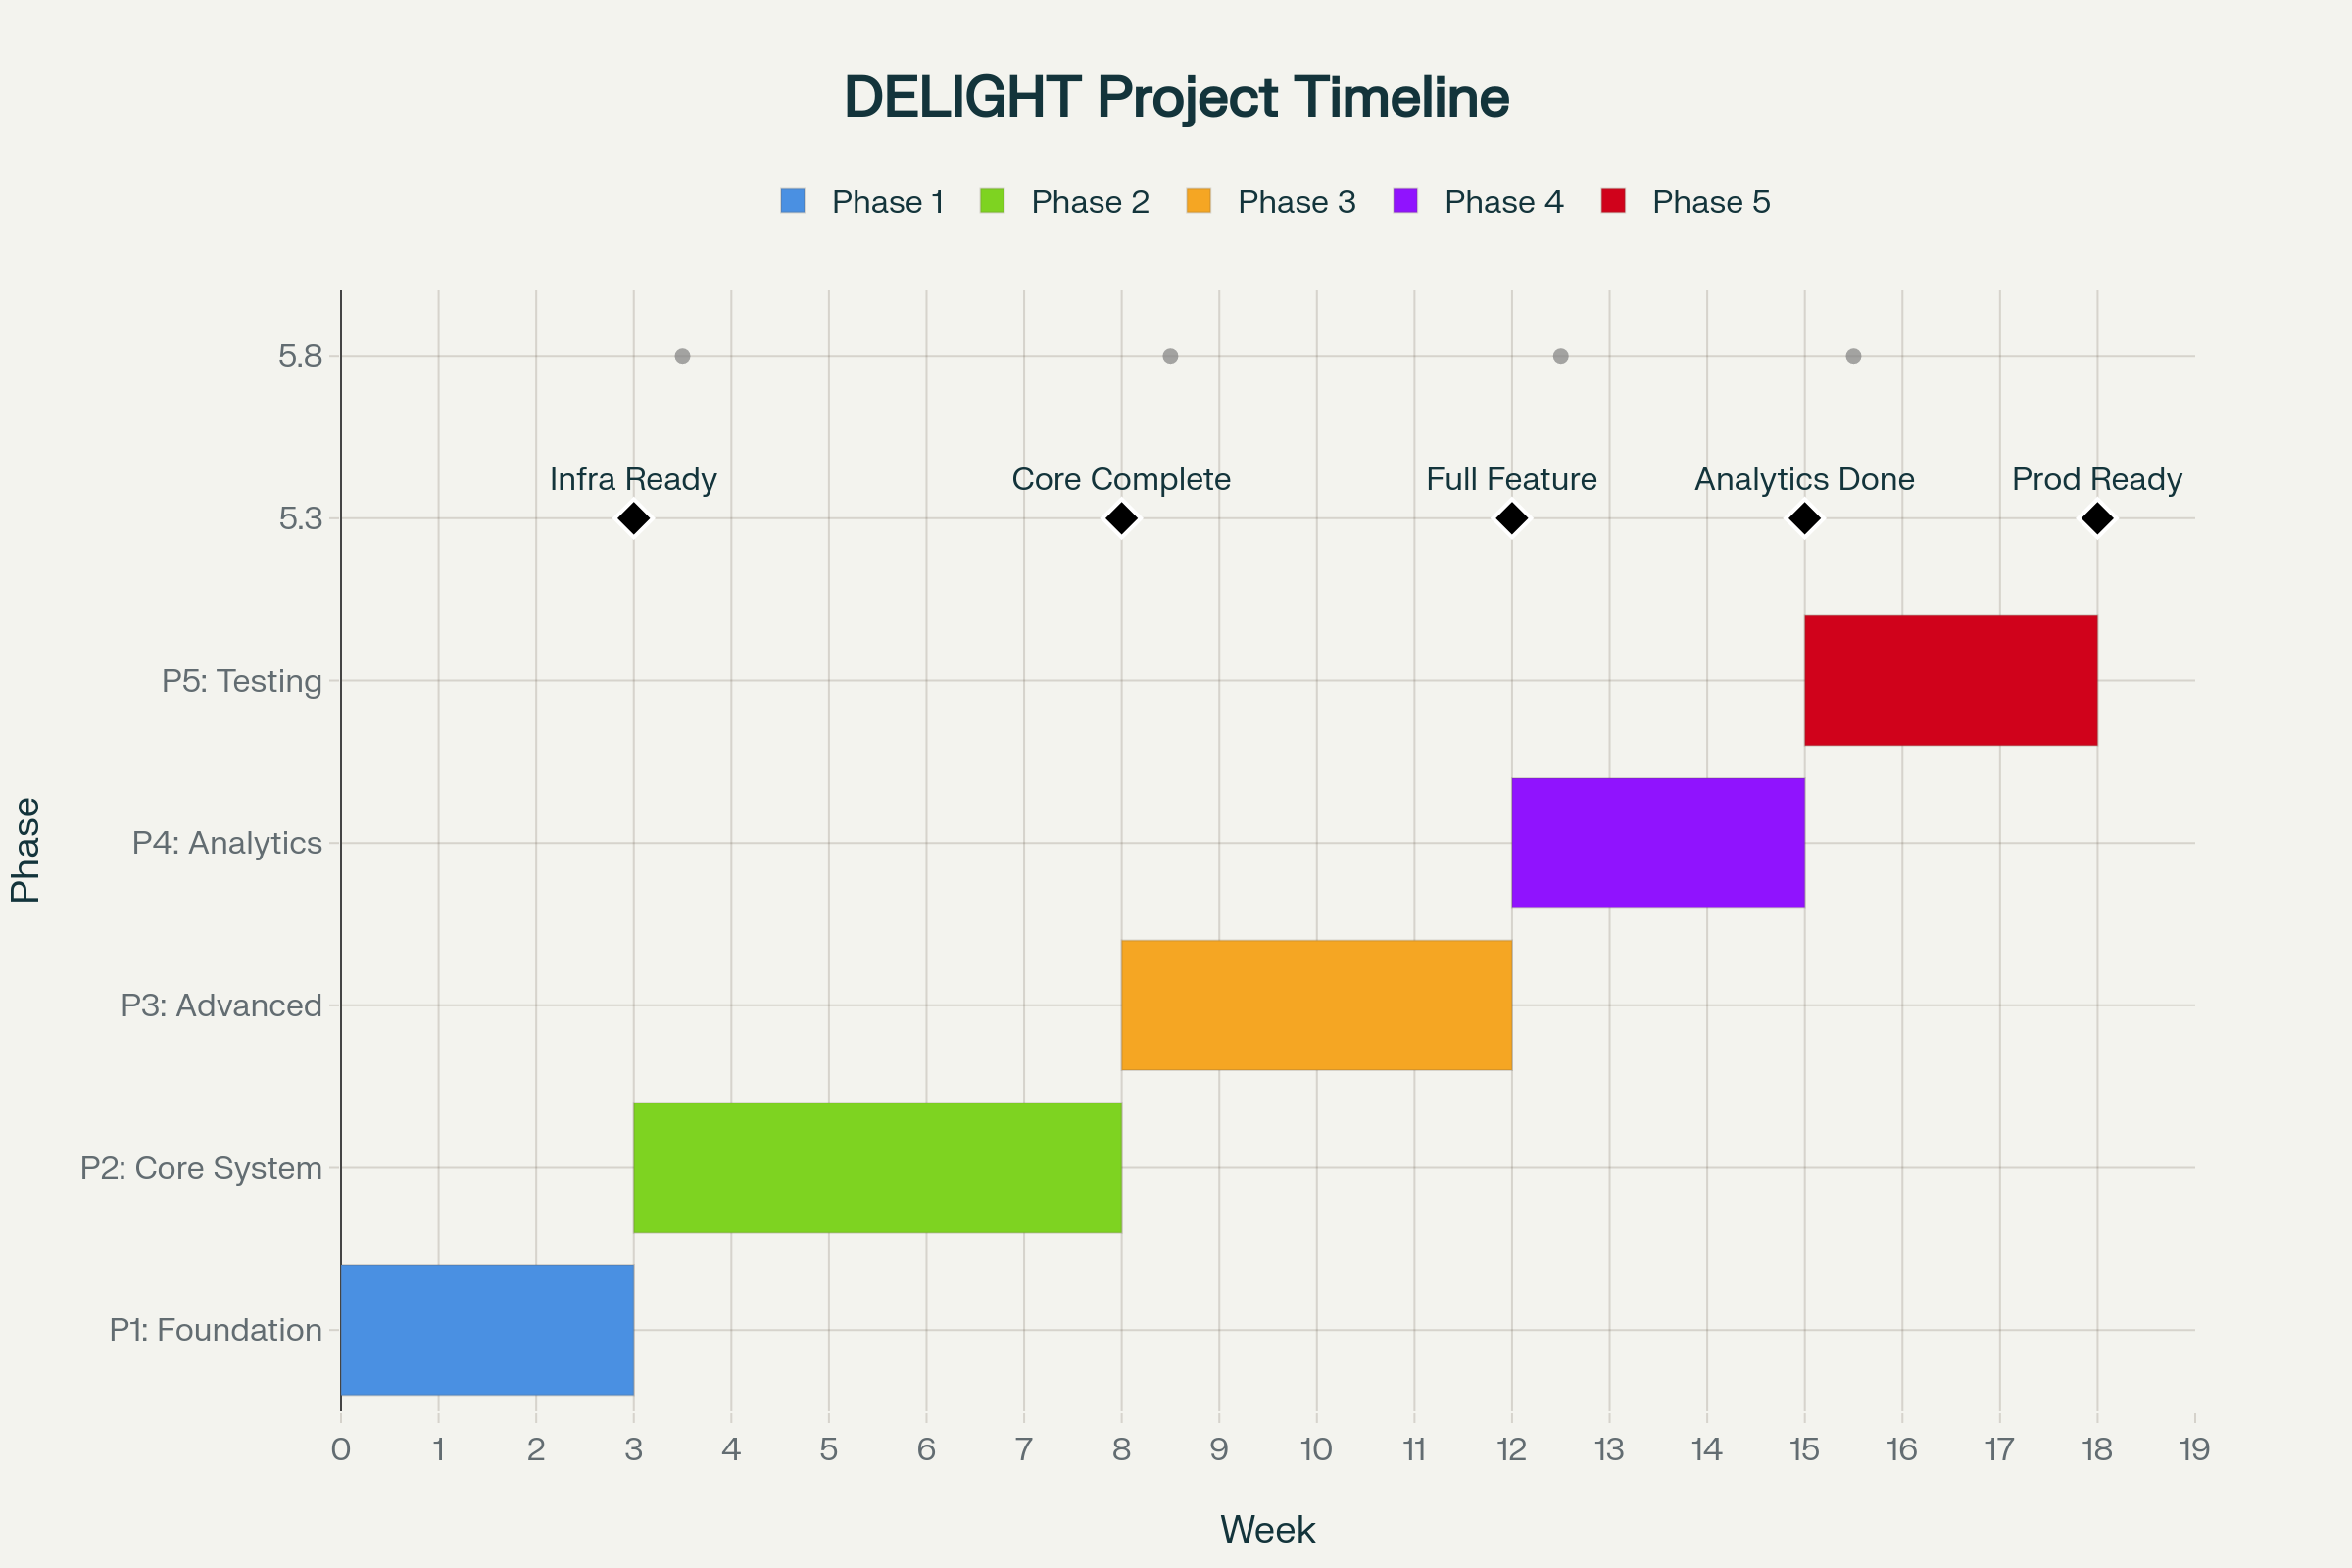 DELIGHT Project Timeline
Phase 1 Phase 2 Phase 3 Phase 4 Phase 5
5.8
Infra Ready Core Complete Full Feature Analytics Done Prod Ready
5.3
P5: Testing
P4: Analytics
Phase
P3: Advanced
P2: Core System
P1: Foundation
0 1 2 3 4 5 6 7 8 9 10 11 12 13 14 15 16 17 18 19
Week